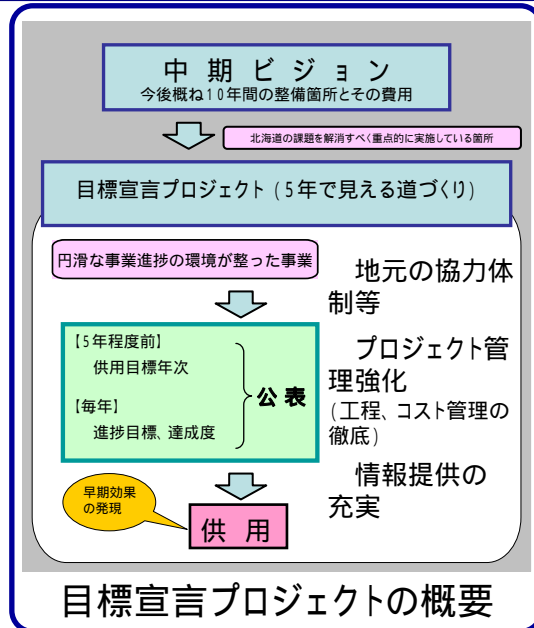 中期ビジョン
今後概ね10年間の整備箇所とその費用
北海道の課題を解消すべく重点的に実施している箇所
目標宣言プロジェクト(5年で見える道づくり)
円滑な事業進捗の環境が整った事業
【5年程度前】
供用目標年次
【毎年】
進捗目標、達成度
公表
早期効果
の発現
供用
地元の協力体
制等
プロジェクト管
理強化
(工程、コスト管理の
徹底)
情報提供の
充実
目標宣言プロジェクトの概要